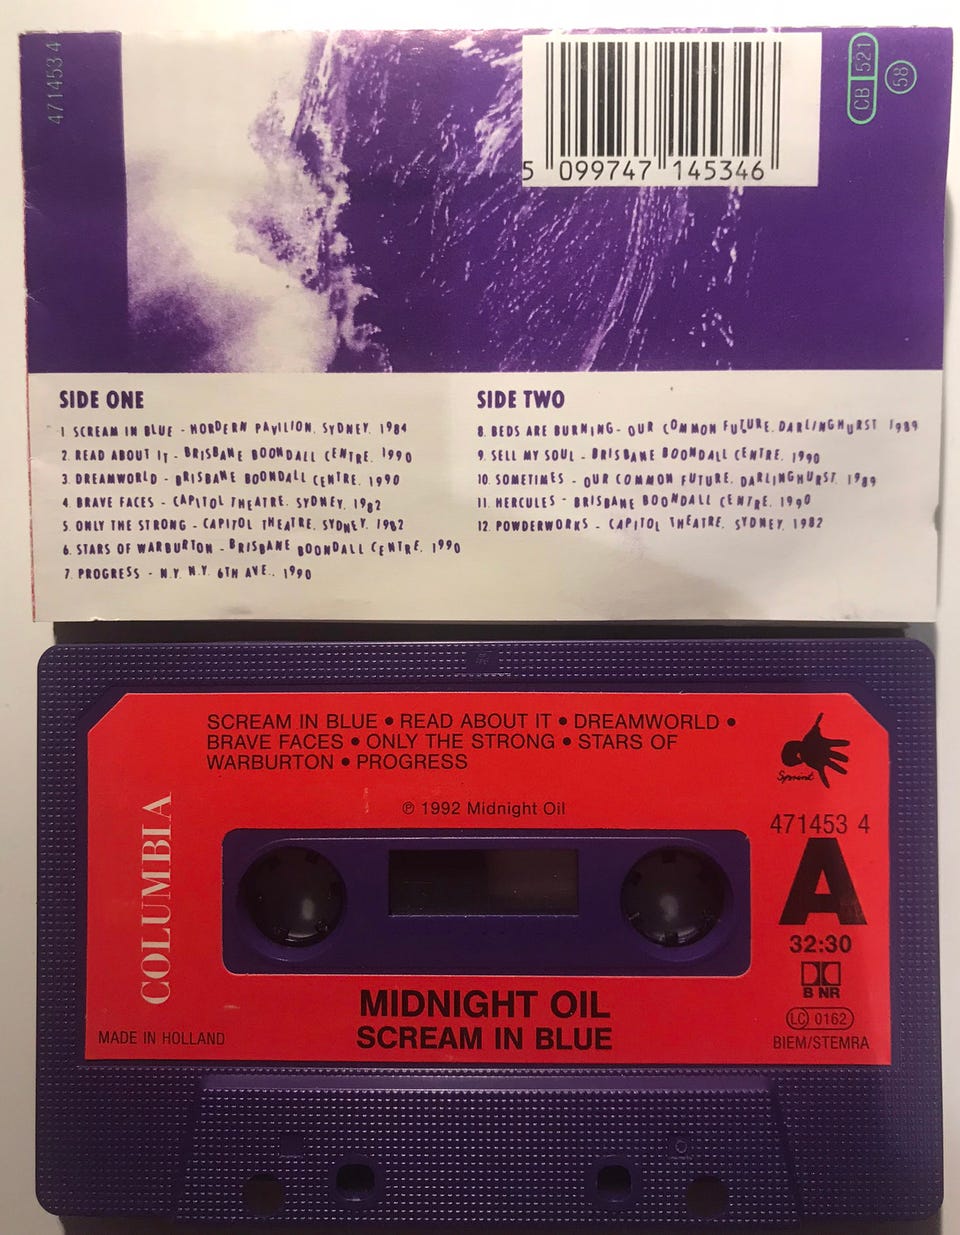 471453 4
5 099747 145346
CB 521
58
SIDE ONE
1 SCREAM IN BLUE - HORDERN PAVILION, SYDNEY, 1984
2. READ ABOUT IT - BRISBANE BOONDALL CENTRE, 1990
3. DREAMWORLD - BRISBANE BOONDALL CENTRE, 1990
4 BRAVE FACES - CAPITOL THEATRE, SYDNEY, 1982
5 ONLY THE STRONG - CAPITOL THEATRE, SYDNEY, 1982
6. STARS OF WARBURTON - BRISBANE BOONDALL CENTRE, 1990
7. PROGRESS - N.Y. N.Y. 6TH AVE., 1990
SIDE TWO
8. BEDS ARE BURNING - OUR COMMON FUTURE, DARLINGHURST 1989
9. SELL MY SOUL - BRISBANE BOONDALL CENTRE, 1990
10. SOMETIMES - OUR COMMON FUTURE, DARLINGHURST, 1989
11. HERCULES - BRISBANE BOONDALL CENTRE, 1990
12. POWDERWORKS - CAPITOL THEATRE, SYDNEY, 1982
SCREAM IN BLUE • READ ABOUT IT • DREAMWORLD •
BRAVE FACES • ONLY THE STRONG • STARS OF
WARBURTON • PROGRESS
℗ 1992 Midnight Oil
Sprint
471453 4
A
32:30
B NR
LC 0162
BIEM/STEMRA
COLUMBIA
MADE IN HOLLAND
MIDNIGHT OIL
SCREAM IN BLUE